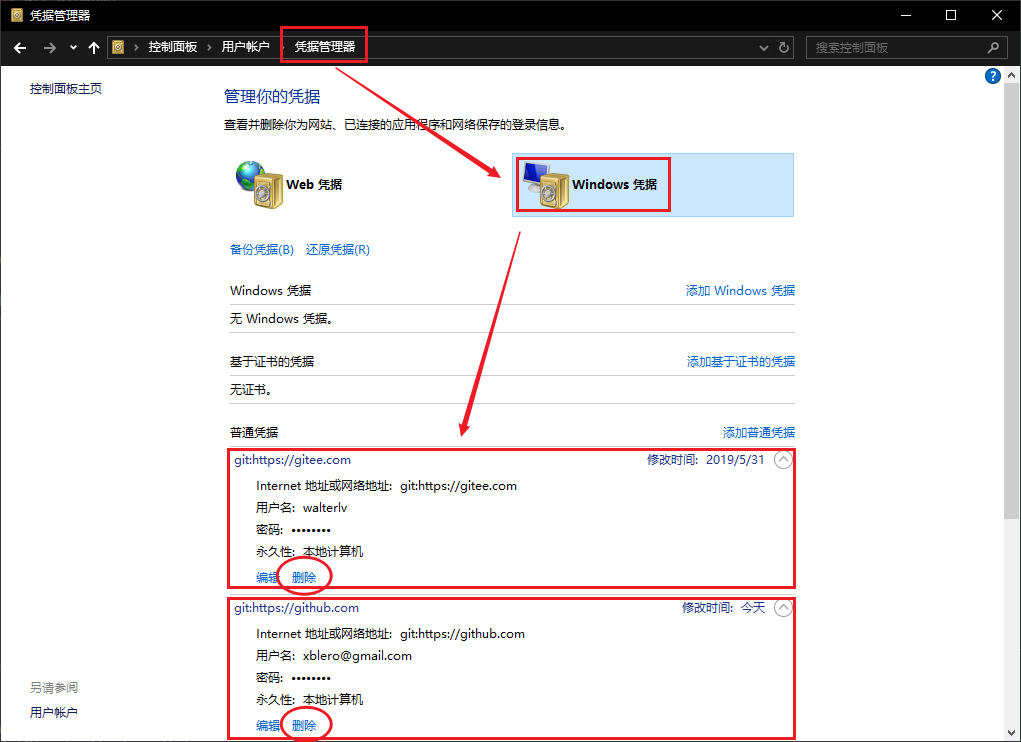 凭据管理器
控制面板 用户帐户 凭据管理器 搜索控制面板
控制面板主页
?
管理你的凭据
查看并删除你为网站、已连接的应用程序和网络保存的登录信息。
Web 凭据 Windows 凭据
备份凭据(B) 还原凭据(R)
Windows 凭据 添加 Windows 凭据
无 Windows 凭据。
基于证书的凭据 添加基于证书的凭据
无证书。
普通凭据 添加普通凭据
git:https://gitee.com 修改时间: 2019/5/31
Internet 地址或网络地址: git:https://gitee.com
用户名: walterlv
密码: ••••••••
永久性: 本地计算机
编辑 删除
git:https://github.com 修改时间: 今天
Internet 地址或网络地址: git:https://github.com
用户名: xblero@gmail.com
密码: ••••••••
永久性: 本地计算机
编辑 删除
另请参阅
用户帐户